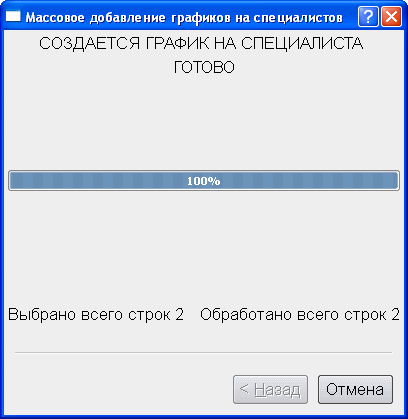 Массовое добавление графиков на специалистов
СОЗДАЕТСЯ ГРАФИК НА СПЕЦИАЛИСТА
ГОТОВО
100%
Выбрано всего строк 2 Обработано всего строк 2
< Назад Отмена